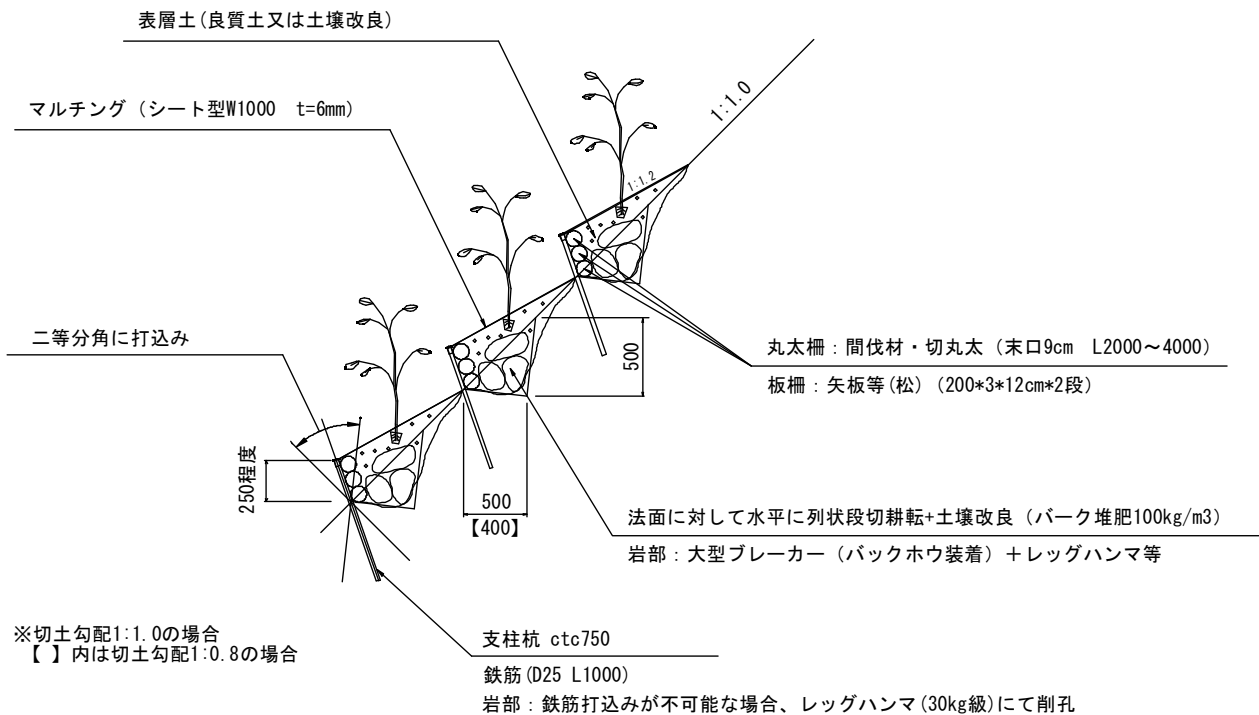 表層土(良質土又は土壌改良)
マルチング（シート型W1000　t=6mm）
1:1.0
1:1.2
二等分角に打込み
500
丸太柵：間伐材・切丸太（末口9cm　L2000～4000）
板柵：矢板等(松)（200*3*12cm*2段）
250程度
500
【400】
法面に対して水平に列状段切耕転+土壌改良（バーク堆肥100kg/m3）
岩部：大型ブレーカー（バックホウ装着）＋レッグハンマ等
※切土勾配1:1.0の場合
【 】内は切土勾配1:0.8の場合
支柱杭 ctc750
鉄筋(D25 L1000)
岩部：鉄筋打込みが不可能な場合、レッグハンマ(30kg級)にて削孔